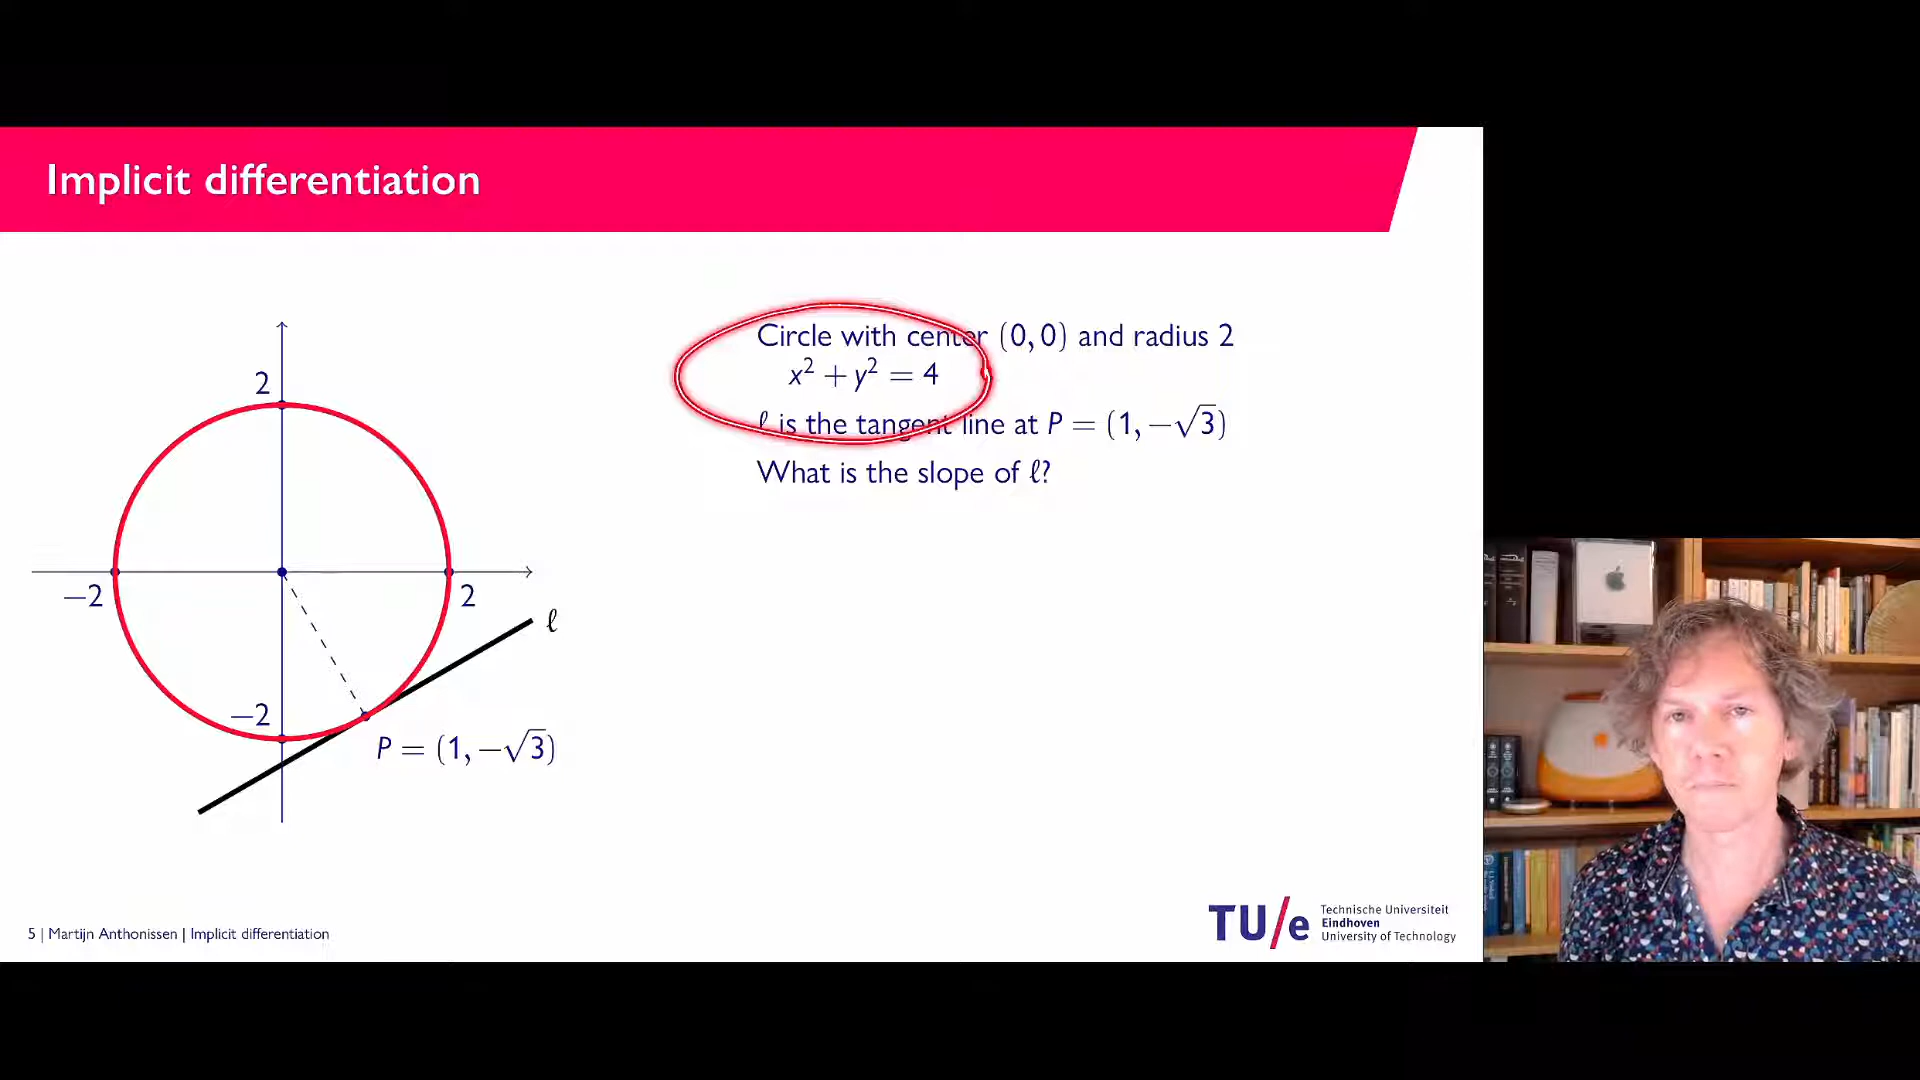 Implicit differentiation
Circle with center (0, 0) and radius 2
x² + y² = 4
ℓ is the tangent line at P = (1, −√3)
What is the slope of ℓ?
2
−2
2
ℓ
−2
P = (1, −√3)
5 | Martijn Anthonissen | Implicit differentiation
TU/e
Technische Universiteit
Eindhoven
University of Technology